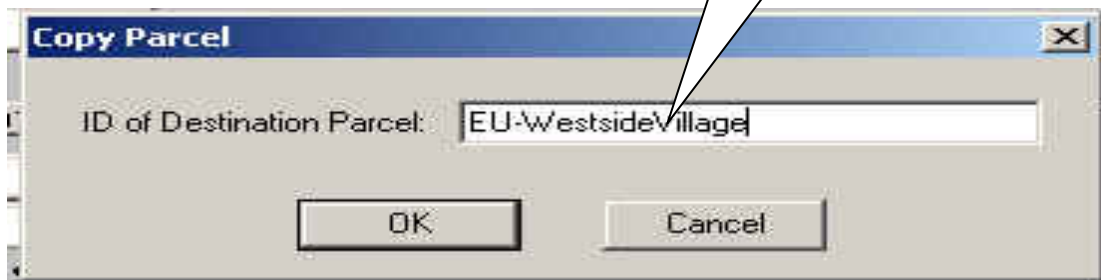 Copy Parcel
ID of Destination Parcel: EU-WestsideVillage
OK Cancel